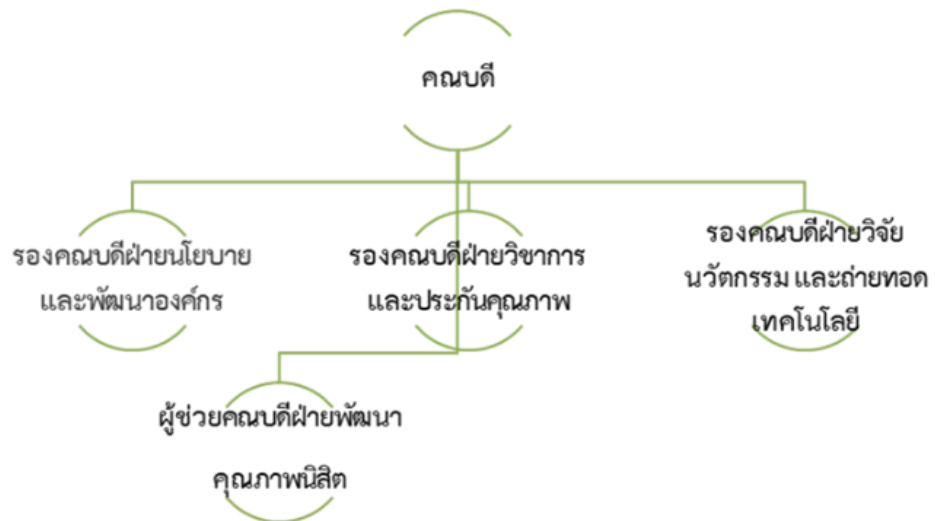 คณบดี
รองคณบดีฝ่ายนโยบาย
และพัฒนาองค์กร
รองคณบดีฝ่ายวิชาการ
และประกันคุณภาพ
รองคณบดีฝ่ายวิจัย
นวัตกรรม และถ่ายทอด
เทคโนโลยี
ผู้ช่วยคณบดีฝ่ายพัฒนา
คุณภาพนิสิต